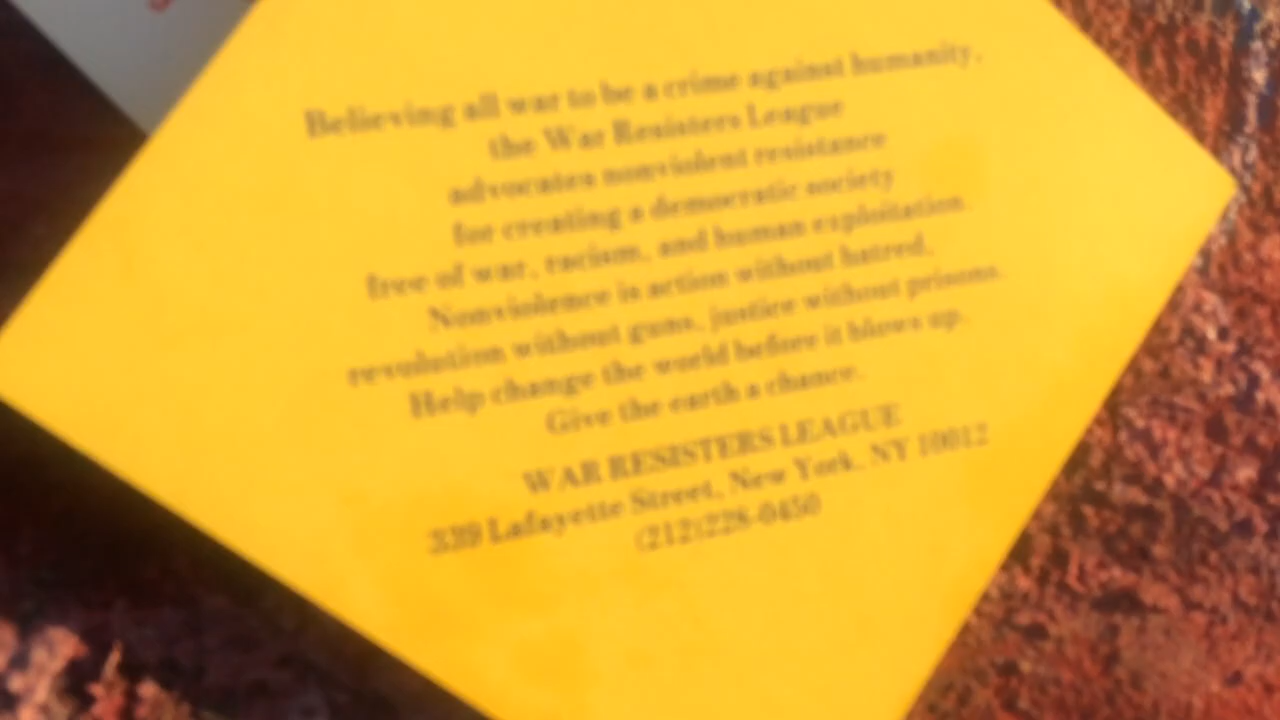 Believing all war to be a crime against humanity,
the War Resisters League
advocates nonviolent resistance
for creating a democratic society
free of war, racism, and human exploitation.
Nonviolence is action without hatred,
revolution without guns, justice without prisons.
Help change the world before it blows up.
Give the earth a chance.
WAR RESISTERS LEAGUE
339 Lafayette Street, New York, NY 10012
(212)228-0450